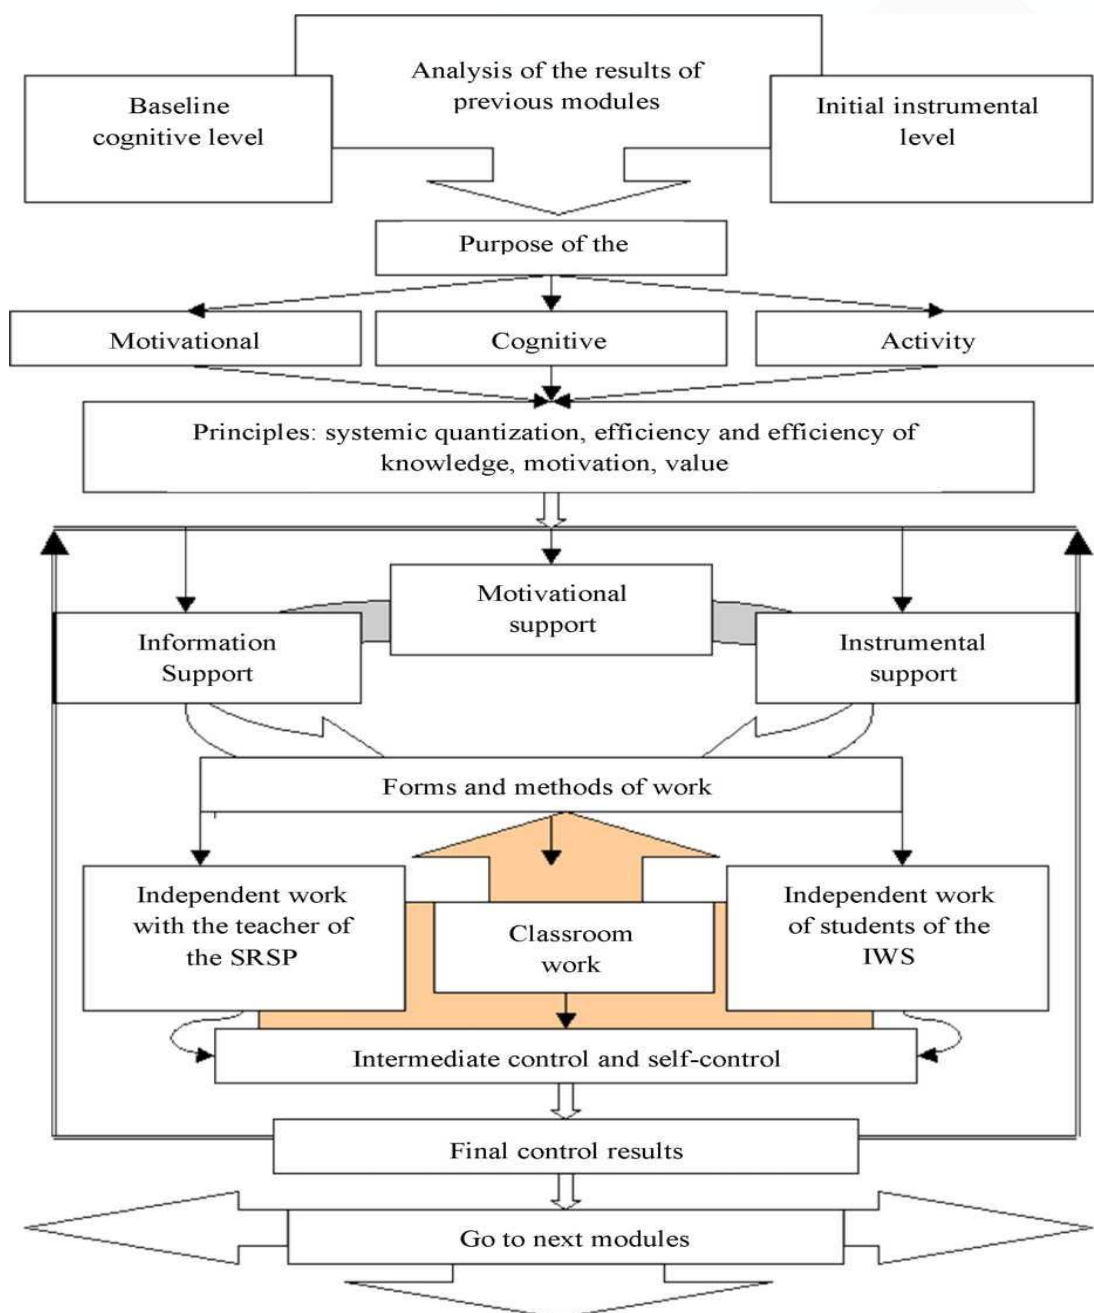 Analysis of the results of
previous modules
Baseline
cognitive level
Initial instrumental
level
Purpose of the
Motivational
Cognitive
Activity
Principles: systemic quantization, efficiency and efficiency of
knowledge, motivation, value
Motivational
support
Information
Support
Instrumental
support
Forms and methods of work
Independent work
with the teacher of
the SRSP
Classroom
work
Independent work
of students of the
IWS
Intermediate control and self-control
Final control results
Go to next modules